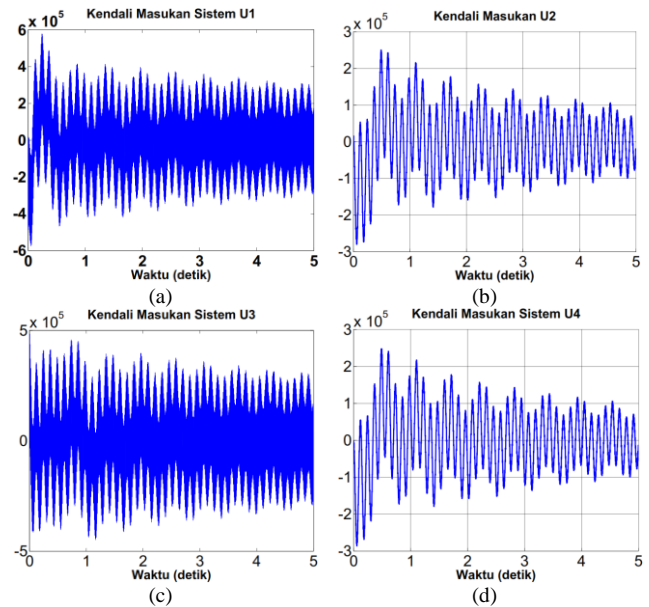 Kendali Masukan Sistem U1
x 10^5
6
4
2
0
-2
-4
-6
0 1 2 3 4 5
Waktu (detik)
(a)
Kendali Masukan Sistem U2
x 10^5
3
2
1
0
-1
-2
-3
0 1 2 3 4 5
Waktu (detik)
(b)
Kendali Masukan Sistem U3
x 10^5
5
0
-5
0 1 2 3 4 5
Waktu (detik)
(c)
Kendali Masukan Sistem U4
x 10^5
3
2
1
0
-1
-2
-3
0 1 2 3 4 5
Waktu (detik)
(d)